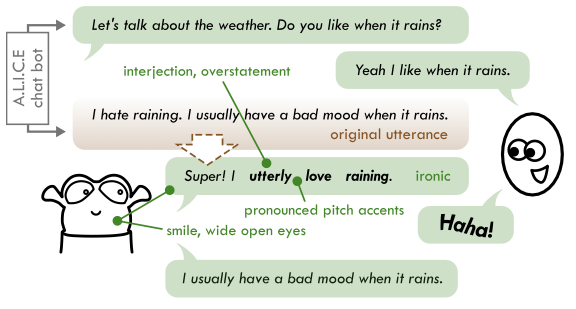 A.L.I.C.E
chat bot
Let's talk about the weather. Do you like when it rains?
interjection, overstatement
Yeah I like when it rains.
I hate raining. I usually have a bad mood when it rains.
original utterance
Super! I utterly love raining. ironic
pronounced pitch accents
smile, wide open eyes
Haha!
I usually have a bad mood when it rains.